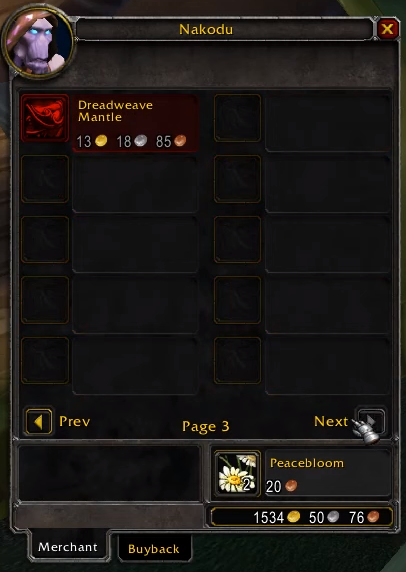 Nakodu
Dreadweave
Mantle
13 18 85
Prev
Page 3
Next
2
Peacebloom
20
1534 50 76
Merchant
Buyback